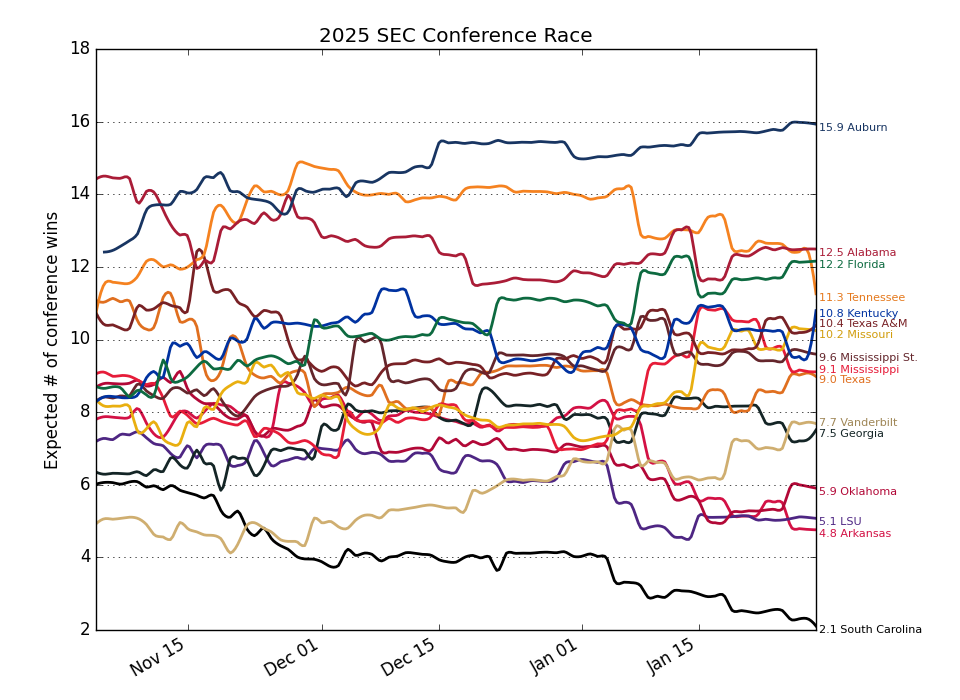 2025 SEC Conference Race
Expected # of conference wins
18
16
14
12
10
8
6
4
2
Nov 15
Dec 01
Dec 15
Jan 01
Jan 15
15.9 Auburn
12.5 Alabama
12.2 Florida
11.3 Tennessee
10.8 Kentucky
10.4 Texas A&M
10.2 Missouri
9.6 Mississippi St.
9.1 Mississippi
9.0 Texas
7.7 Vanderbilt
7.5 Georgia
5.9 Oklahoma
5.1 LSU
4.8 Arkansas
2.1 South Carolina